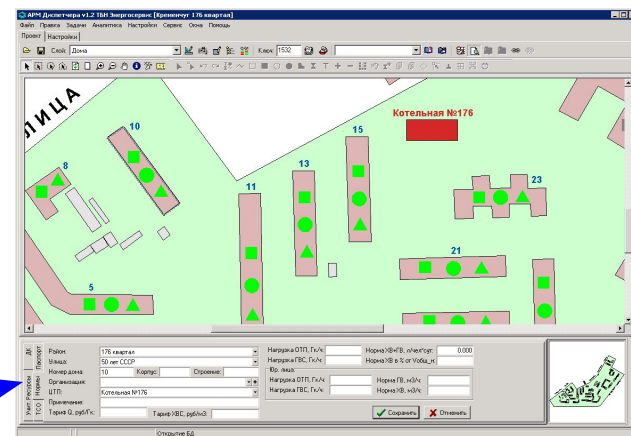 АРМ Диспетчера v1.2 ТБН Энергосервис [Кременчуг 176 квартал]
Файл Правка Задачи Аналитика Настройки Сервис Окна Помощь
Проект Настройки
Слой: Дома Ключ: 1532
ЛИЦА
Котельная №176
10
15
8
13
23
11
21
5
ДК Паспорт
Ресурсы Нормы
Учет ТСО
Район: 176 квартал
Улица: 50 лет СССР
Номер дома: 10 Корпус: Строение:
Организация:
ЦТП: Котельная №176
Примечание:
Тариф Q, руб/Гк: Тариф ХВС, руб/м3:
Нагрузка ОТП, Гк/ч: Норма ХВ+ГВ, л/чел*сут: 0.000
Нагрузка ГВС, Гк/ч: Норма ХВ в % от Vобщ_н:
Юр. лица:
Нагрузка ОТП, Гк/ч: Норма ГВ, м3/ч:
Нагрузка ГВС, Гк/ч: Норма ХВ, м3/ч:
Сохранить Отменить
Открытие БД